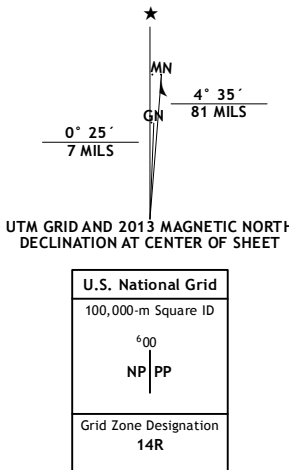 ★
MN
4° 35´
81 MILS
GN
0° 25´
7 MILS
UTM GRID AND 2013 MAGNETIC NORTH
DECLINATION AT CENTER OF SHEET
U.S. National Grid
100,000-m Square ID
⁶00
NP PP
Grid Zone Designation
14R